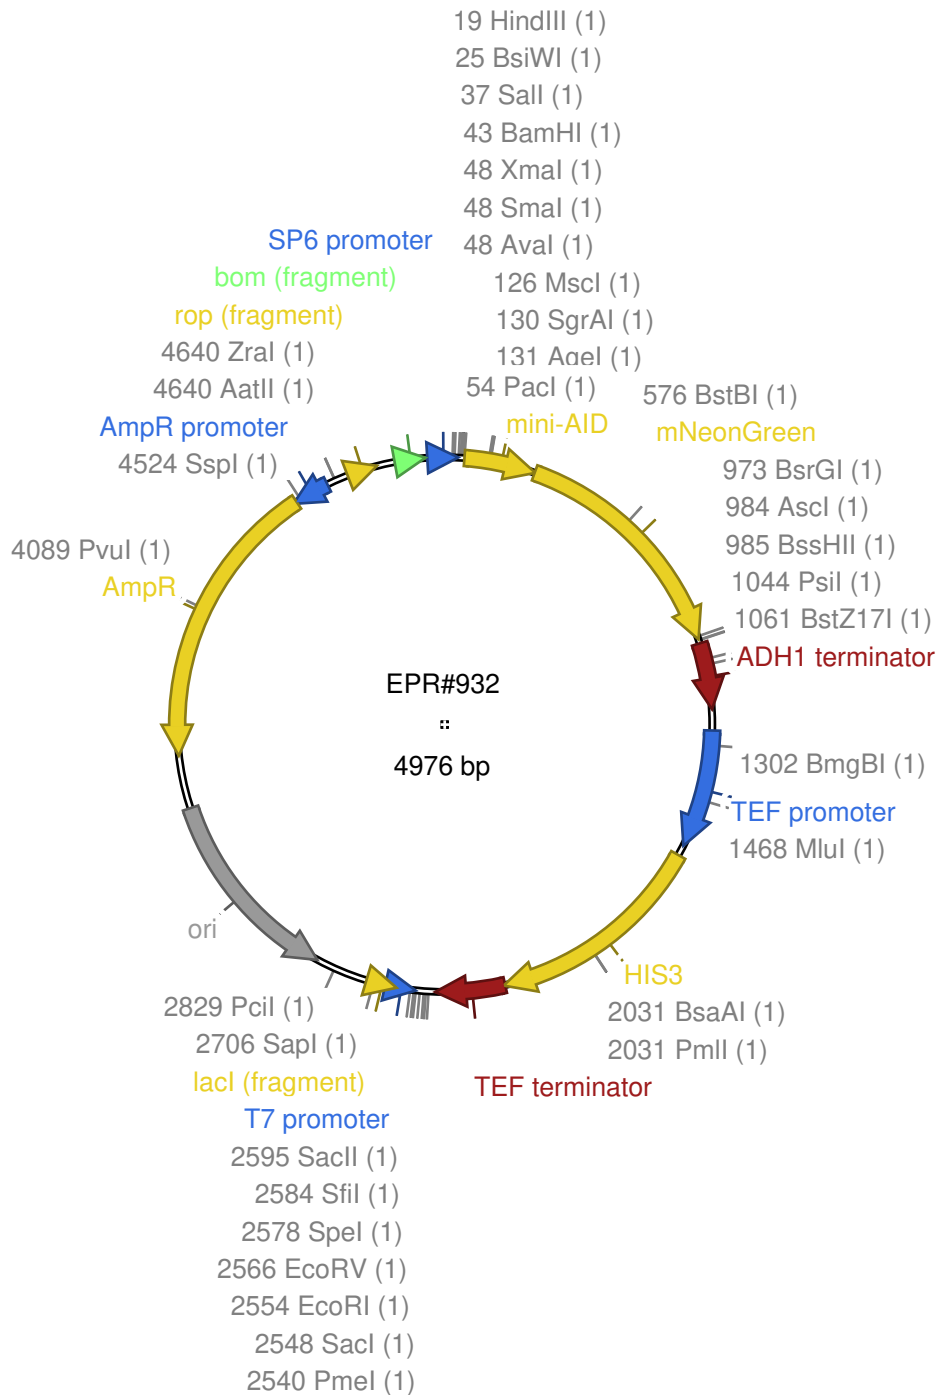 19 HindIII (1)
25 BsiWI (1)
37 SalI (1)
43 BamHI (1)
48 XmaI (1)
48 SmaI (1)
48 AvaI (1)
126 MscI (1)
130 SgrAI (1)
131 AgeI (1)
54 PacI (1)
mini-AID
576 BstBI (1)
mNeonGreen
973 BsrGI (1)
984 AscI (1)
985 BssHII (1)
1044 PsiI (1)
1061 BstZ17I (1)
ADH1 terminator
1302 BmgBI (1)
TEF promoter
1468 MluI (1)
HIS3
2031 BsaAI (1)
2031 PmlI (1)
TEF terminator
SP6 promoter
bom (fragment)
rop (fragment)
4640 ZraI (1)
4640 AatII (1)
AmpR promoter
4524 SspI (1)
4089 PvuI (1)
AmpR
EPR#932
4976 bp
ori
2829 PciI (1)
2706 SapI (1)
lacI (fragment)
T7 promoter
2595 SacII (1)
2584 SfiI (1)
2578 SpeI (1)
2566 EcoRV (1)
2554 EcoRI (1)
2548 SacI (1)
2540 PmeI (1)